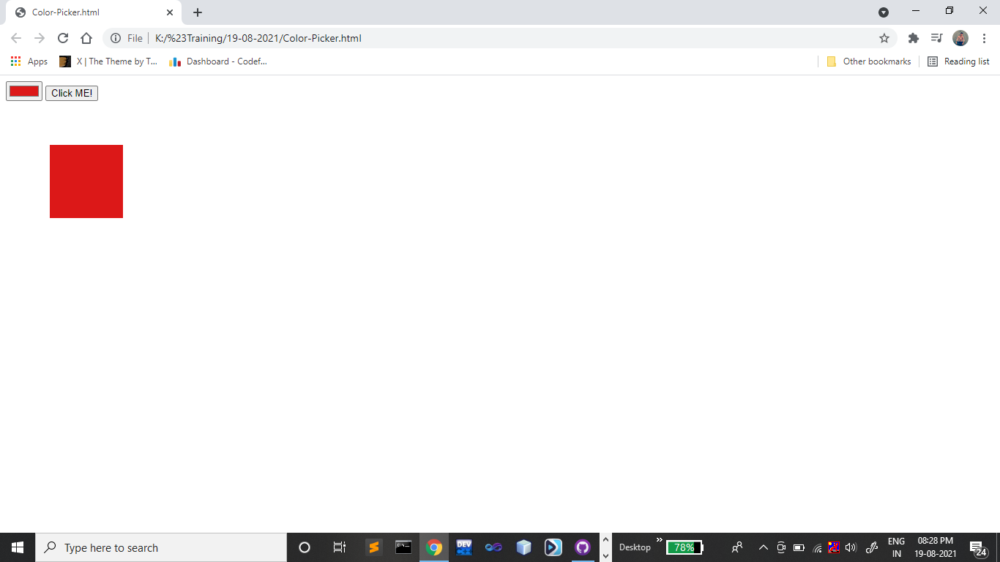 Color-Picker.html
File K:/%23Training/19-08-2021/Color-Picker.html
Apps X | The Theme by T... Dashboard - Codef... Other bookmarks Reading list
Click ME!
Type here to search DEV Desktop » 78% ENG IN 08:28 PM 19-08-2021 24